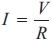 I = V/R